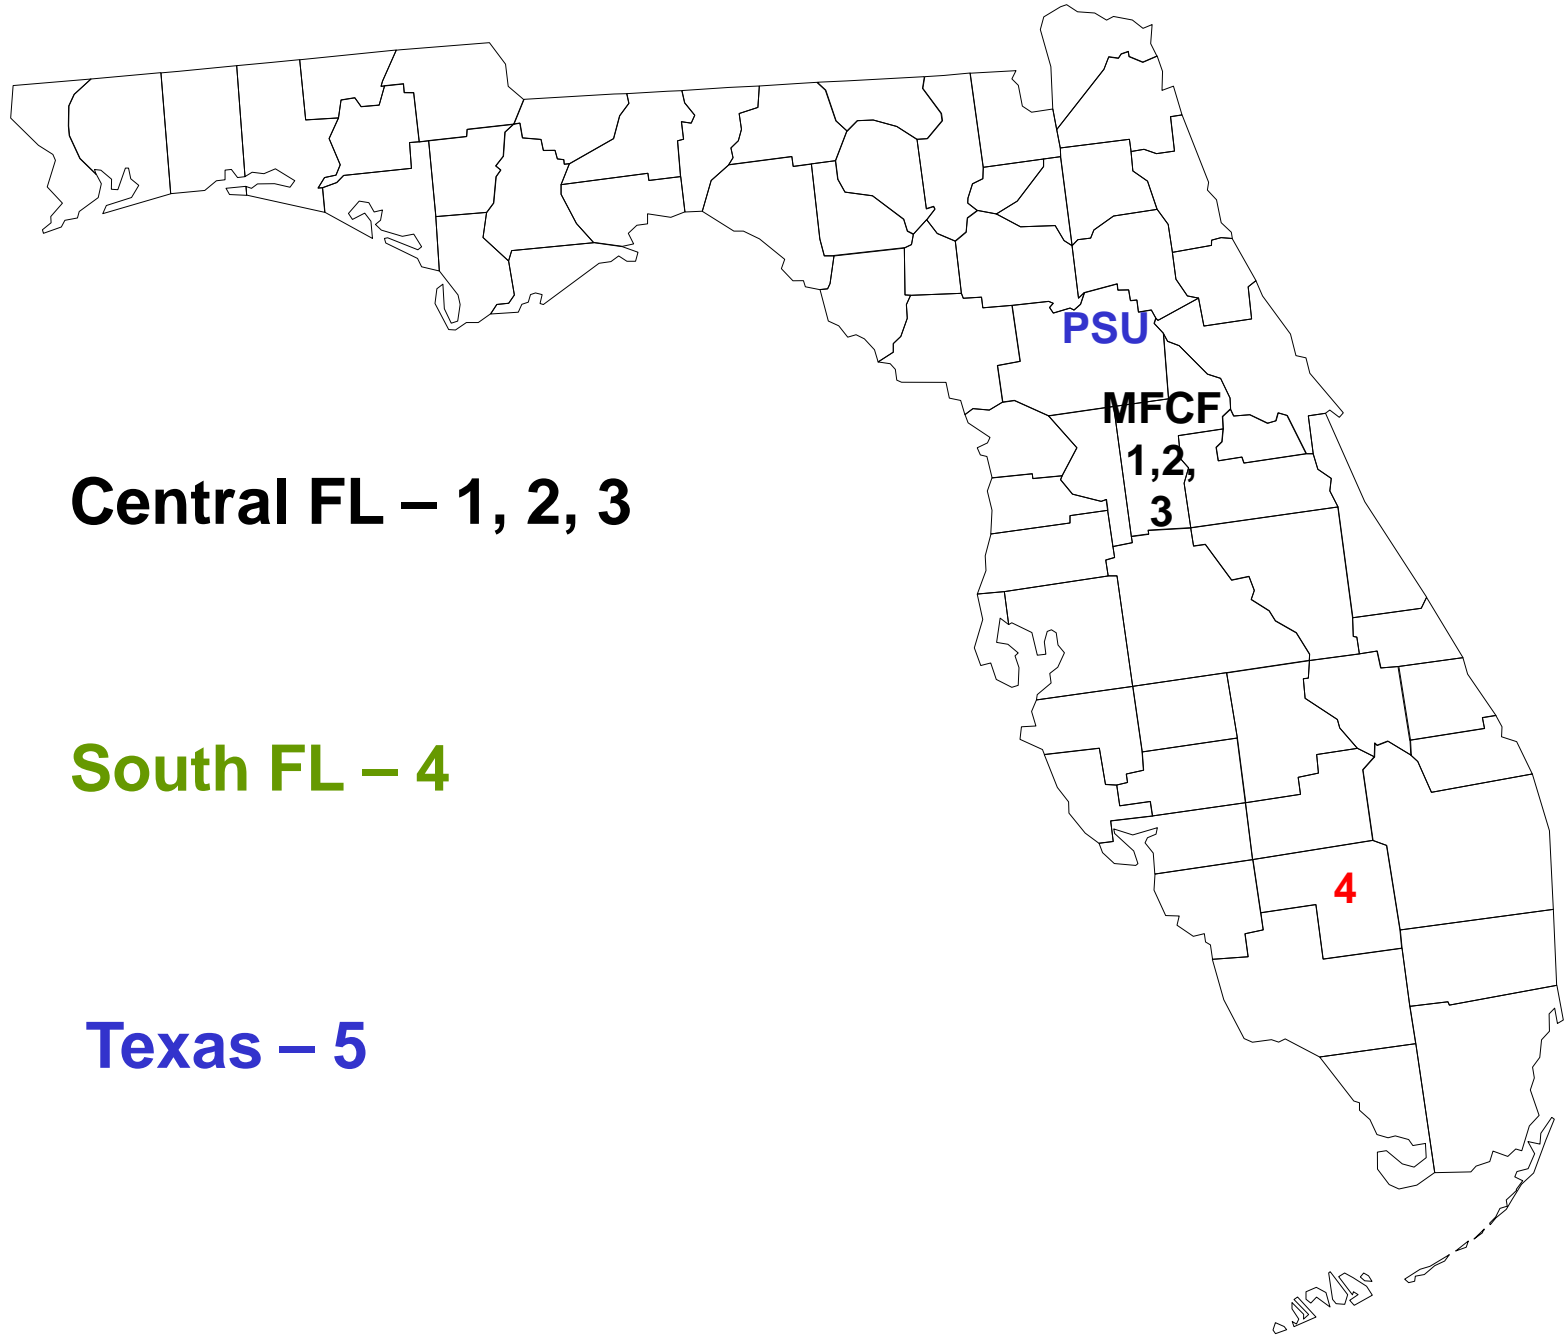 PSU
MFCF
1,2,
3
Central FL – 1, 2, 3
South FL – 4
4
Texas – 5